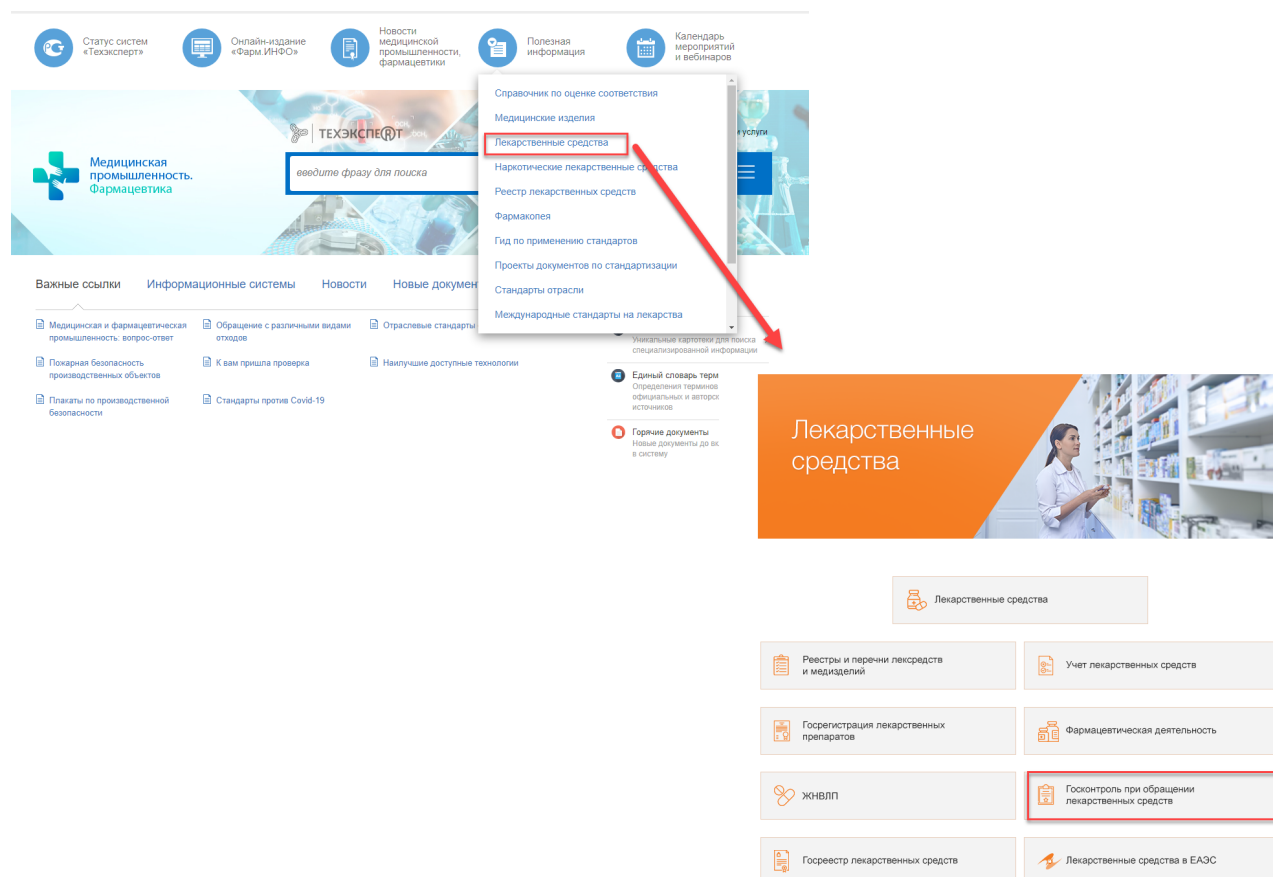 Статус систем
«Техэксперт»
Онлайн-издание
«Фарм.ИНФО»
Новости
медицинской
промышленности,
фармацевтики
Полезная
информация
Календарь
мероприятий
и вебинаров
Справочник по оценке соответствия
Медицинские изделия
Лекарственные средства
Наркотические лекарственные средства
Реестр лекарственных средств
Фармакопея
Гид по применению стандартов
Проекты документов по стандартизации
Стандарты отрасли
Международные стандарты на лекарства
ТЕХЭКСПЕRТ
услуги
Медицинская
промышленность.
Фармацевтика
введите фразу для поиска
Важные ссылки
Информационные системы
Новости
Новые докумен
Медицинская и фармацевтическая
промышленность: вопрос-ответ
Обращение с различными видами
отходов
Отраслевые стандарты
Пожарная безопасность
производственных объектов
К вам пришла проверка
Наилучшие доступные технологии
Плакаты по производственной
безопасности
Стандарты против Covid-19
Уникальные картотеки для поиска
специализированной информации
Единый словарь терм
Определения терминов
официальных и авторск
источников
Горячие документы
Новые документы до вк
в систему
Лекарственные
средства
Лекарственные средства
Реестры и перечни лексредств
и медизделий
Учет лекарственных средств
Госрегистрация лекарственных
препаратов
Фармацевтическая деятельность
ЖНВЛП
Госконтроль при обращении
лекарственных средств
Госреестр лекарственных средств
Лекарственные средства в ЕАЭС